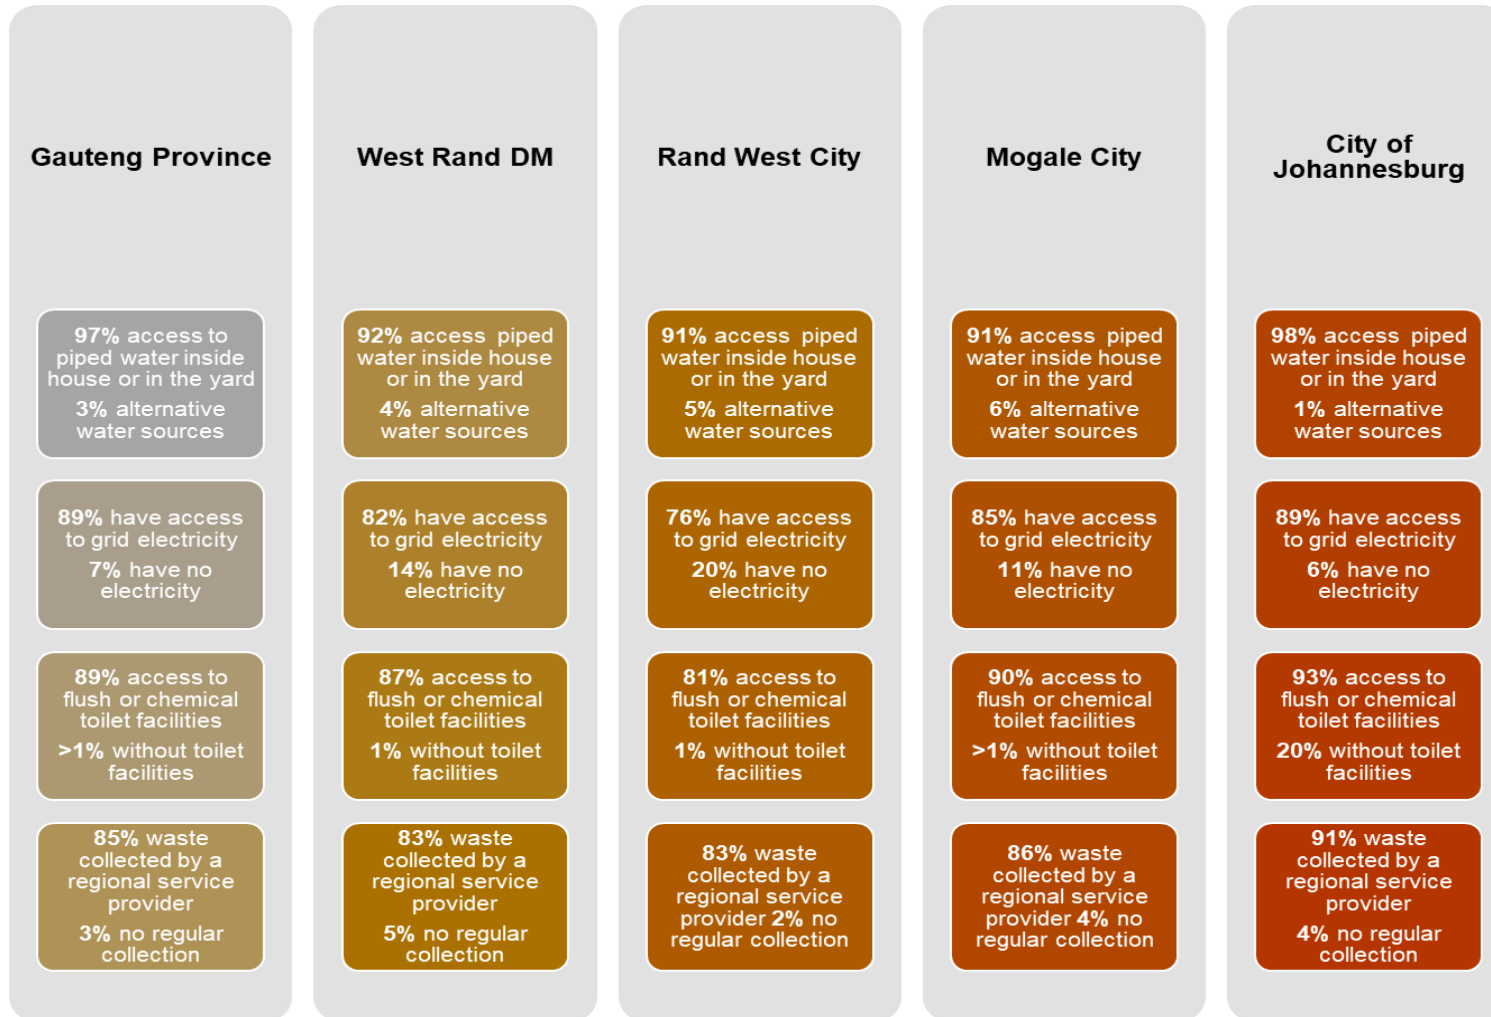 Gauteng Province
97% access to
piped water inside
house or in the yard
3% alternative
water sources
89% have access
to grid electricity
7% have no
electricity
89% access to
flush or chemical
toilet facilities
>1% without toilet
facilities
85% waste
collected by a
regional service
provider
3% no regular
collection
West Rand DM
92% access  piped
water inside house
or in the yard
4% alternative
water sources
82% have access
to grid electricity
14% have no
electricity
87% access to
flush or chemical
toilet facilities
1% without toilet
facilities
83% waste
collected by a
regional service
provider
5% no regular
collection
Rand West City
91% access  piped
water inside house
or in the yard
5% alternative
water sources
76% have access
to grid electricity
20% have no
electricity
81% access to
flush or chemical
toilet facilities
1% without toilet
facilities
83% waste
collected by a
regional service
provider 2% no
regular collection
Mogale City
91% access  piped
water inside house
or in the yard
6% alternative
water sources
85% have access
to grid electricity
11% have no
electricity
90% access to
flush or chemical
toilet facilities
>1% without toilet
facilities
86% waste
collected by a
regional service
provider 4% no
regular collection
City of
Johannesburg
98% access  piped
water inside house
or in the yard
1% alternative
water sources
89% have access
to grid electricity
6% have no
electricity
93% access to
flush or chemical
toilet facilities
20% without toilet
facilities
91% waste
collected by a
regional service
provider
4% no regular
collection